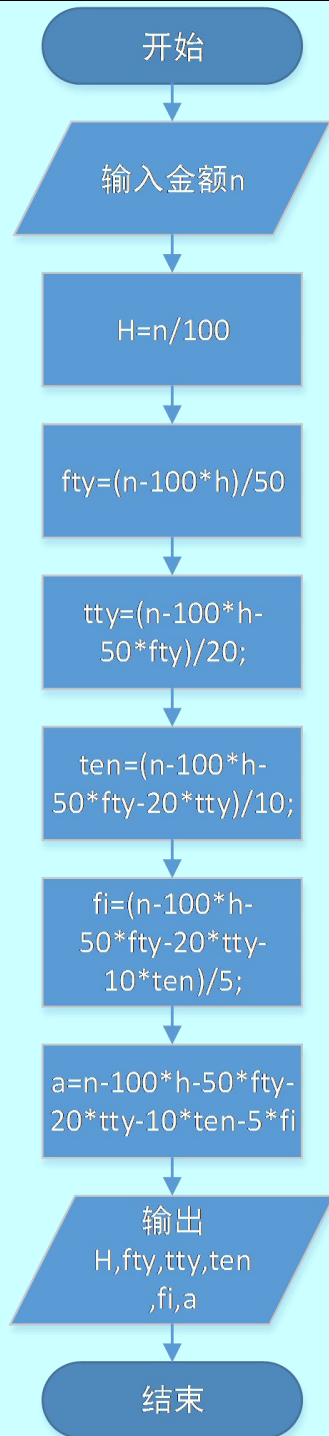 开始
输入金额n
H=n/100
fty=(n-100*h)/50
tty=(n-100*h-
50*fty)/20;
ten=(n-100*h-
50*fty-20*tty)/10;
fi=(n-100*h-
50*fty-20*tty-
10*ten)/5;
a=n-100*h-50*fty-
20*tty-10*ten-5*fi
输出
H,fty,tty,ten
,fi,a
结束